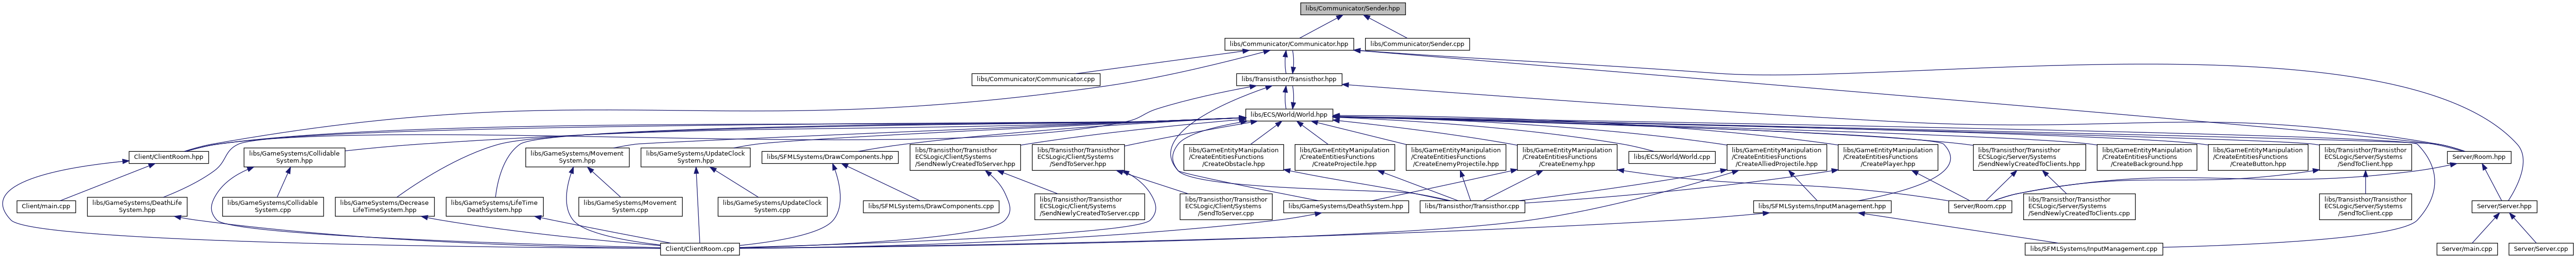 libs/Communicator/Sender.hpp
libs/Communicator/Communicator.hpp
libs/Communicator/Sender.cpp
libs/Communicator/Communicator.cpp
libs/Transisthor/Transisthor.hpp
libs/ECS/World/World.hpp
Client/ClientRoom.hpp
libs/GameSystems/Collidable
System.hpp
libs/GameSystems/Movement
System.hpp
libs/GameSystems/UpdateClock
System.hpp
libs/SFMLSystems/DrawComponents.hpp
libs/Transisthor/Transisthor
ECSLogic/Client/Systems
/SendNewlyCreatedToServer.hpp
libs/Transisthor/Transisthor
ECSLogic/Client/Systems
/SendToServer.hpp
libs/GameEntityManipulation
/CreateEntitiesFunctions
/CreateObstacle.hpp
libs/GameEntityManipulation
/CreateEntitiesFunctions
/CreateProjectile.hpp
libs/GameEntityManipulation
/CreateEntitiesFunctions
/CreateEnemyProjectile.hpp
libs/GameEntityManipulation
/CreateEntitiesFunctions
/CreateEnemy.hpp
libs/ECS/World/World.cpp
libs/GameEntityManipulation
/CreateEntitiesFunctions
/CreateAlliedProjectile.hpp
libs/GameEntityManipulation
/CreateEntitiesFunctions
/CreatePlayer.hpp
libs/Transisthor/Transisthor
ECSLogic/Server/Systems
/SendNewlyCreatedToClients.hpp
libs/GameEntityManipulation
/CreateEntitiesFunctions
/CreateBackground.hpp
libs/GameEntityManipulation
/CreateEntitiesFunctions
/CreateButton.hpp
libs/Transisthor/Transisthor
ECSLogic/Server/Systems
/SendToClient.hpp
Server/Room.hpp
Client/main.cpp
libs/GameSystems/DeathLife
System.hpp
libs/GameSystems/Collidable
System.cpp
libs/GameSystems/Decrease
LifeTimeSystem.hpp
libs/GameSystems/LifeTime
DeathSystem.hpp
libs/GameSystems/Movement
System.cpp
libs/GameSystems/UpdateClock
System.cpp
libs/SFMLSystems/DrawComponents.cpp
libs/Transisthor/Transisthor
ECSLogic/Client/Systems
/SendNewlyCreatedToServer.cpp
libs/Transisthor/Transisthor
ECSLogic/Client/Systems
/SendToServer.cpp
libs/GameSystems/DeathSystem.hpp
libs/Transisthor/Transisthor.cpp
libs/SFMLSystems/InputManagement.hpp
Server/Room.cpp
libs/Transisthor/Transisthor
ECSLogic/Server/Systems
/SendNewlyCreatedToClients.cpp
libs/Transisthor/Transisthor
ECSLogic/Server/Systems
/SendToClient.cpp
Server/Server.hpp
Client/ClientRoom.cpp
libs/SFMLSystems/InputManagement.cpp
Server/main.cpp
Server/Server.cpp